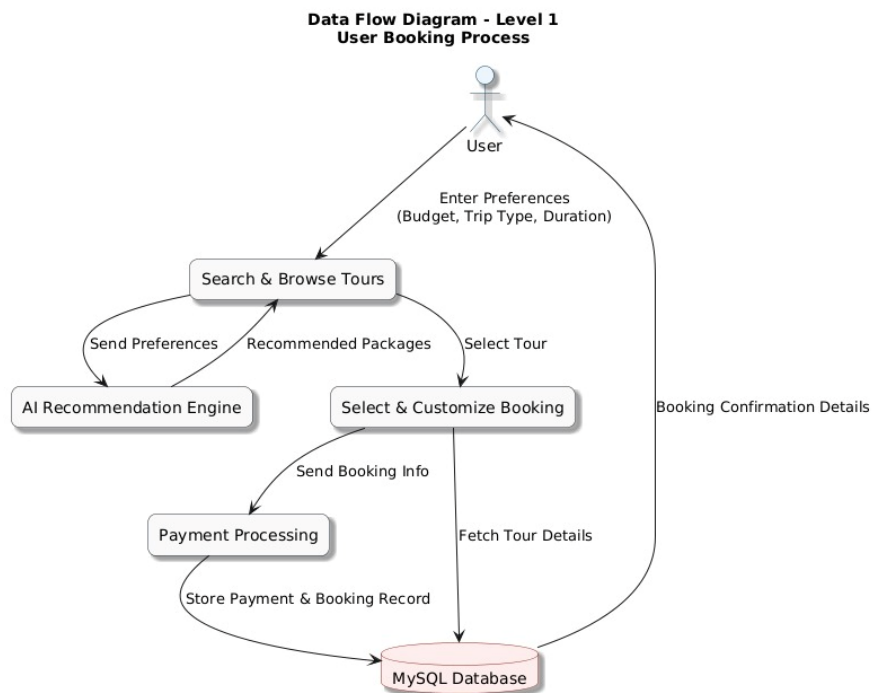 Data Flow Diagram - Level 1
User Booking Process
User
Enter Preferences
(Budget, Trip Type, Duration)
Search & Browse Tours
Send Preferences
Recommended Packages
Select Tour
AI Recommendation Engine
Select & Customize Booking
Booking Confirmation Details
Send Booking Info
Payment Processing
Fetch Tour Details
Store Payment & Booking Record
MySQL Database